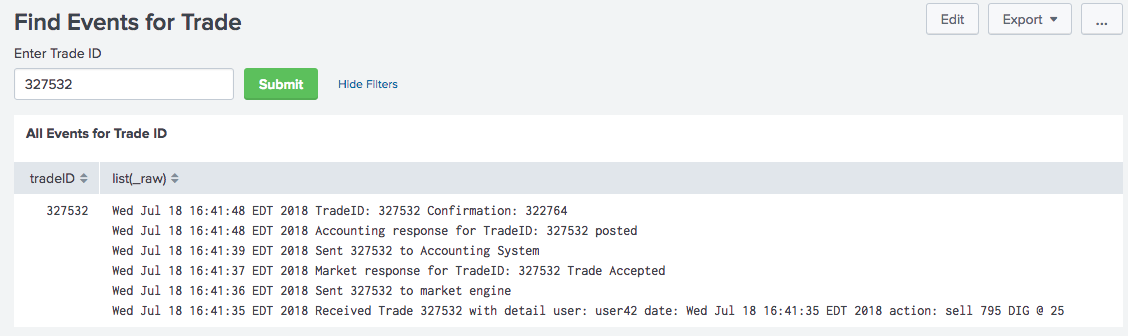 Find Events for Trade
Edit
Export
...
Enter Trade ID
327532
Submit
Hide Filters
All Events for Trade ID
tradeID list(_raw)
327532 Wed Jul 18 16:41:48 EDT 2018 TradeID: 327532 Confirmation: 322764
Wed Jul 18 16:41:48 EDT 2018 Accounting response for TradeID: 327532 posted
Wed Jul 18 16:41:39 EDT 2018 Sent 327532 to Accounting System
Wed Jul 18 16:41:37 EDT 2018 Market response for TradeID: 327532 Trade Accepted
Wed Jul 18 16:41:36 EDT 2018 Sent 327532 to market engine
Wed Jul 18 16:41:35 EDT 2018 Received Trade 327532 with detail user: user42 date: Wed Jul 18 16:41:35 EDT 2018 action: sell 795 DIG @ 25